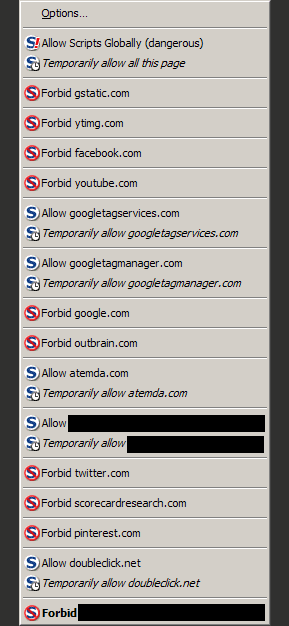 Options...
Allow Scripts Globally (dangerous)
Temporarily allow all this page
Forbid gstatic.com
Forbid ytimg.com
Forbid facebook.com
Forbid youtube.com
Allow googletagservices.com
Temporarily allow googletagservices.com
Allow googletagmanager.com
Temporarily allow googletagmanager.com
Forbid google.com
Forbid outbrain.com
Allow atemda.com
Temporarily allow atemda.com
Allow
Temporarily allow
Forbid twitter.com
Forbid scorecardresearch.com
Forbid pinterest.com
Allow doubleclick.net
Temporarily allow doubleclick.net
Forbid